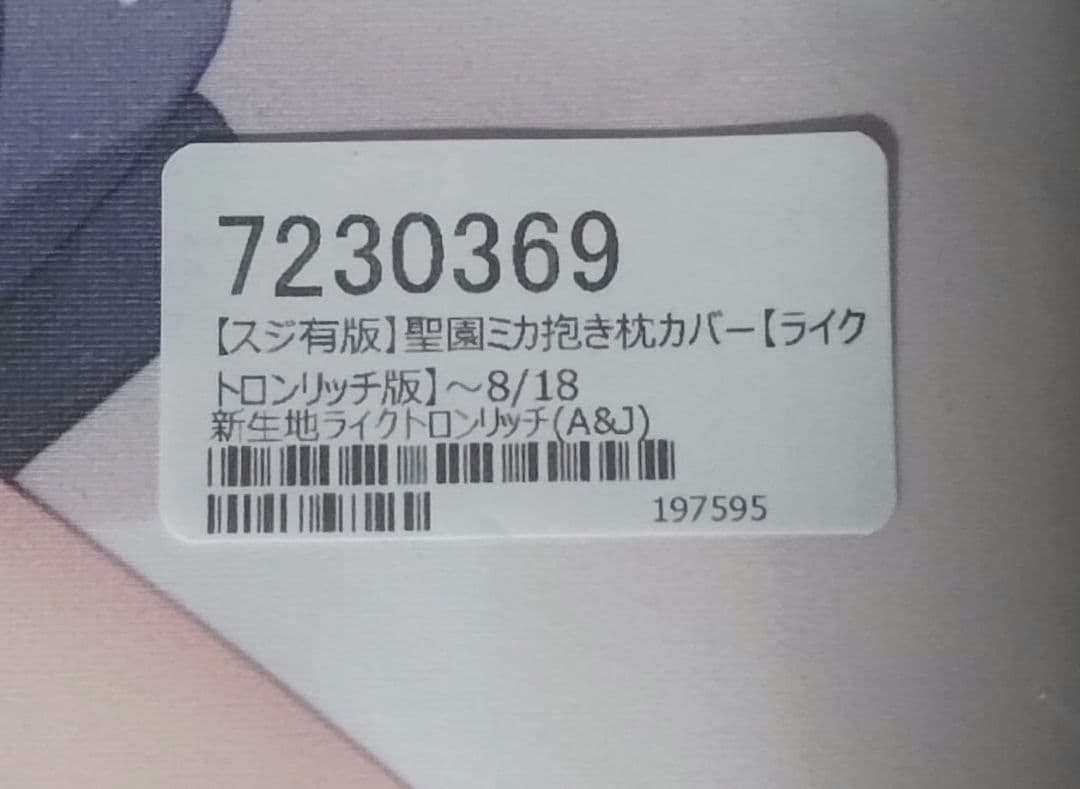 7230369
【スジ有版】聖園ミカ抱き枕カバー【ライク
トロンリッチ版】～8/18
新生地ライクトロンリッチ(A&J)
197595